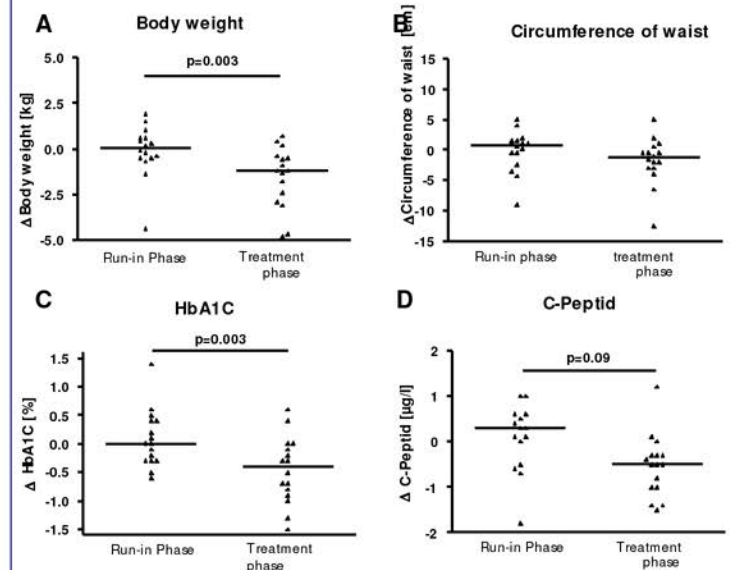 A
Body weight
p=0.003
Δ Body weight [kg]
5.0
2.5
0.0
-2.5
-5.0
Run-in Phase
Treatment
phase
B
Circumference of waist
Δ Circumference of waist [cm]
15
10
5
0
-5
-10
-15
Run-in phase
treatment
phase
C
HbA1C
p=0.003
Δ HbA1C [%]
1.5
1.0
0.5
0.0
-0.5
-1.0
-1.5
Run-in Phase
Treatment
phase
D
C-Peptid
p=0.09
Δ C-Peptid [µg/l]
2
1
0
-1
-2
Run-in Phase
Treatment
phase